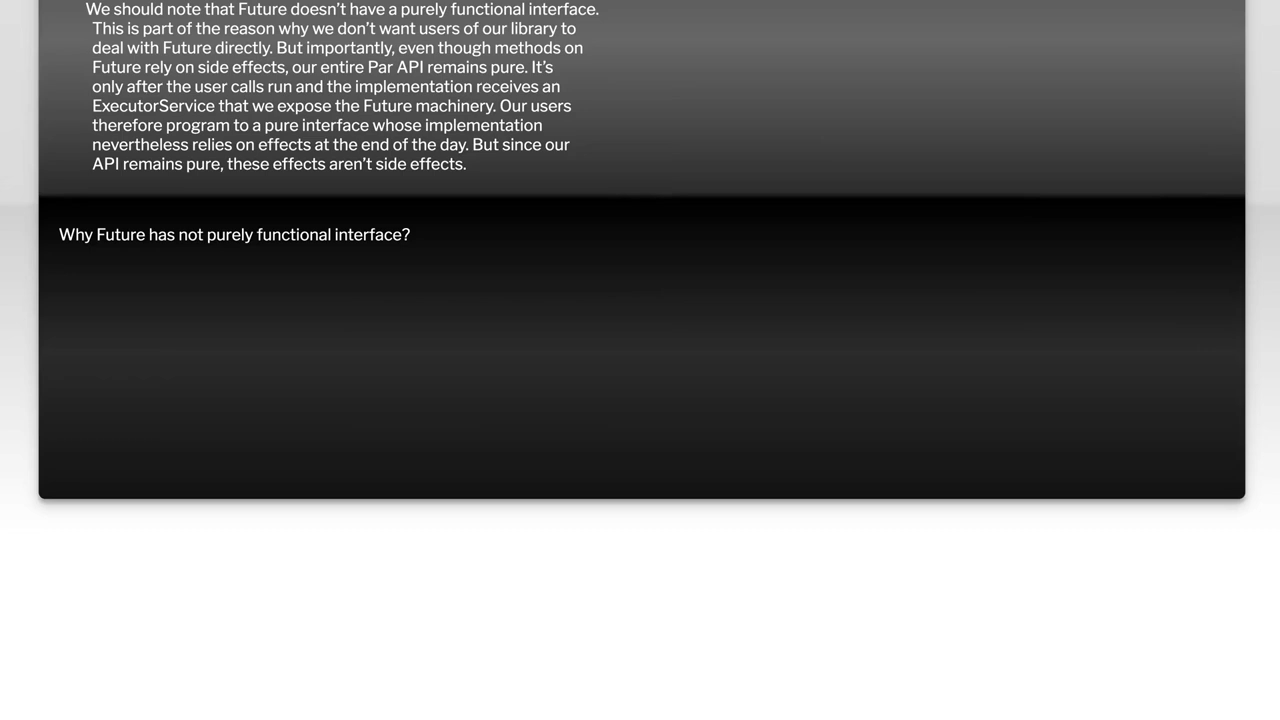 We should note that Future doesn’t have a purely functional interface.
This is part of the reason why we don’t want users of our library to
deal with Future directly. But importantly, even though methods on
Future rely on side effects, our entire Par API remains pure. It’s
only after the user calls run and the implementation receives an
ExecutorService that we expose the Future machinery. Our users
therefore program to a pure interface whose implementation
nevertheless relies on effects at the end of the day. But since our
API remains pure, these effects aren’t side effects.
Why Future has not purely functional interface?